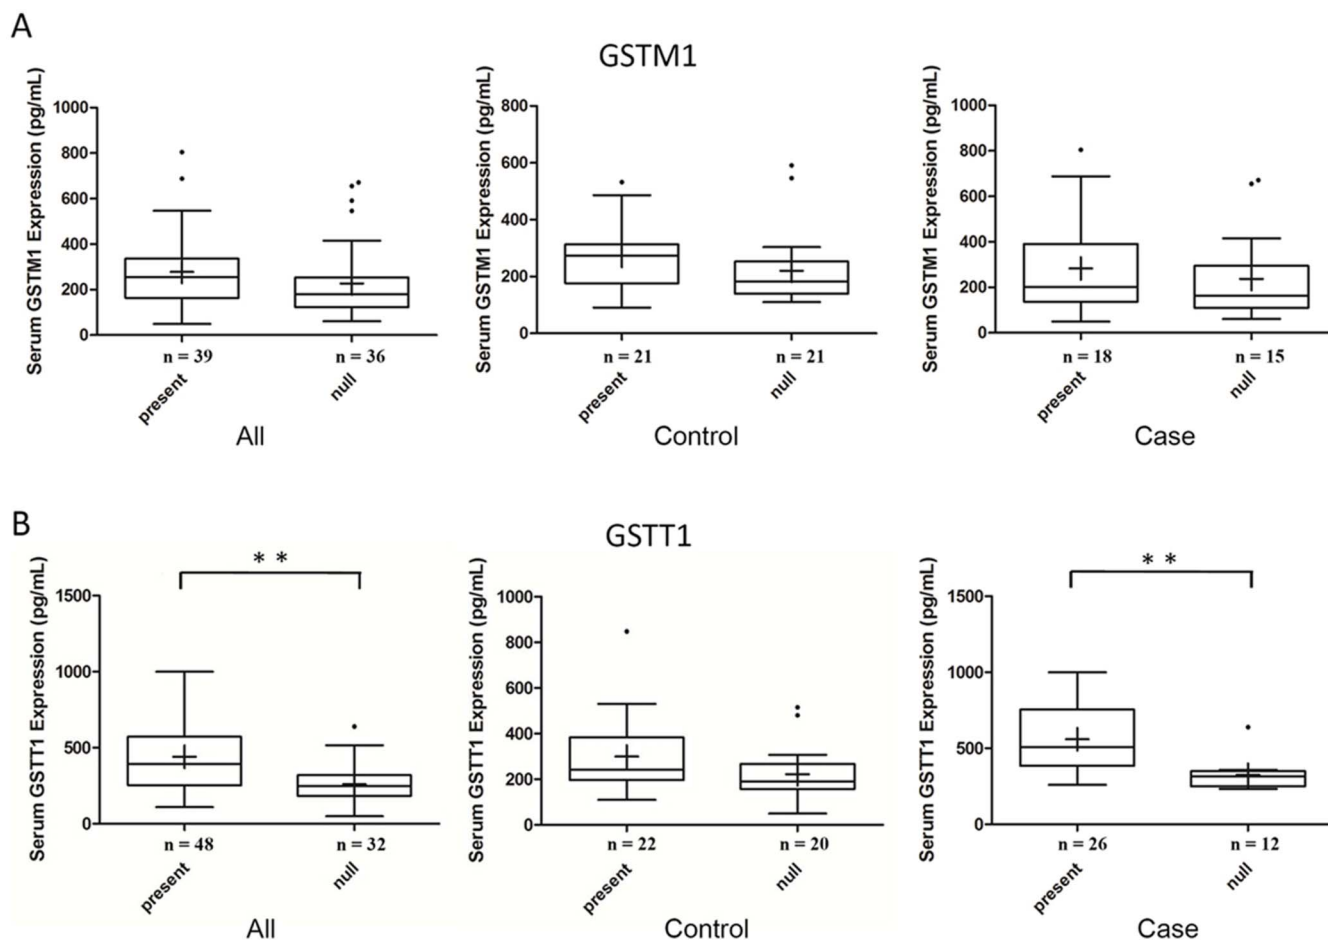 A
GSTM1
Serum GSTM1 Expression (pg/mL)
1000
800
600
400
200
0
n = 39
n = 36
present
null
All
Serum GSTM1 Expression (pg/mL)
800
600
400
200
0
n = 21
n = 21
present
null
Control
Serum GSTM1 Expression (pg/mL)
1000
800
600
400
200
0
n = 18
n = 15
present
null
Case
B
GSTT1
Serum GSTT1 Expression (pg/mL)
* *
1500
1000
500
0
n = 48
n = 32
present
null
All
Serum GSTT1 Expression (pg/mL)
1000
800
600
400
200
0
n = 22
n = 20
present
null
Control
Serum GSTT1 Expression (pg/mL)
* *
1500
1000
500
0
n = 26
n = 12
present
null
Case